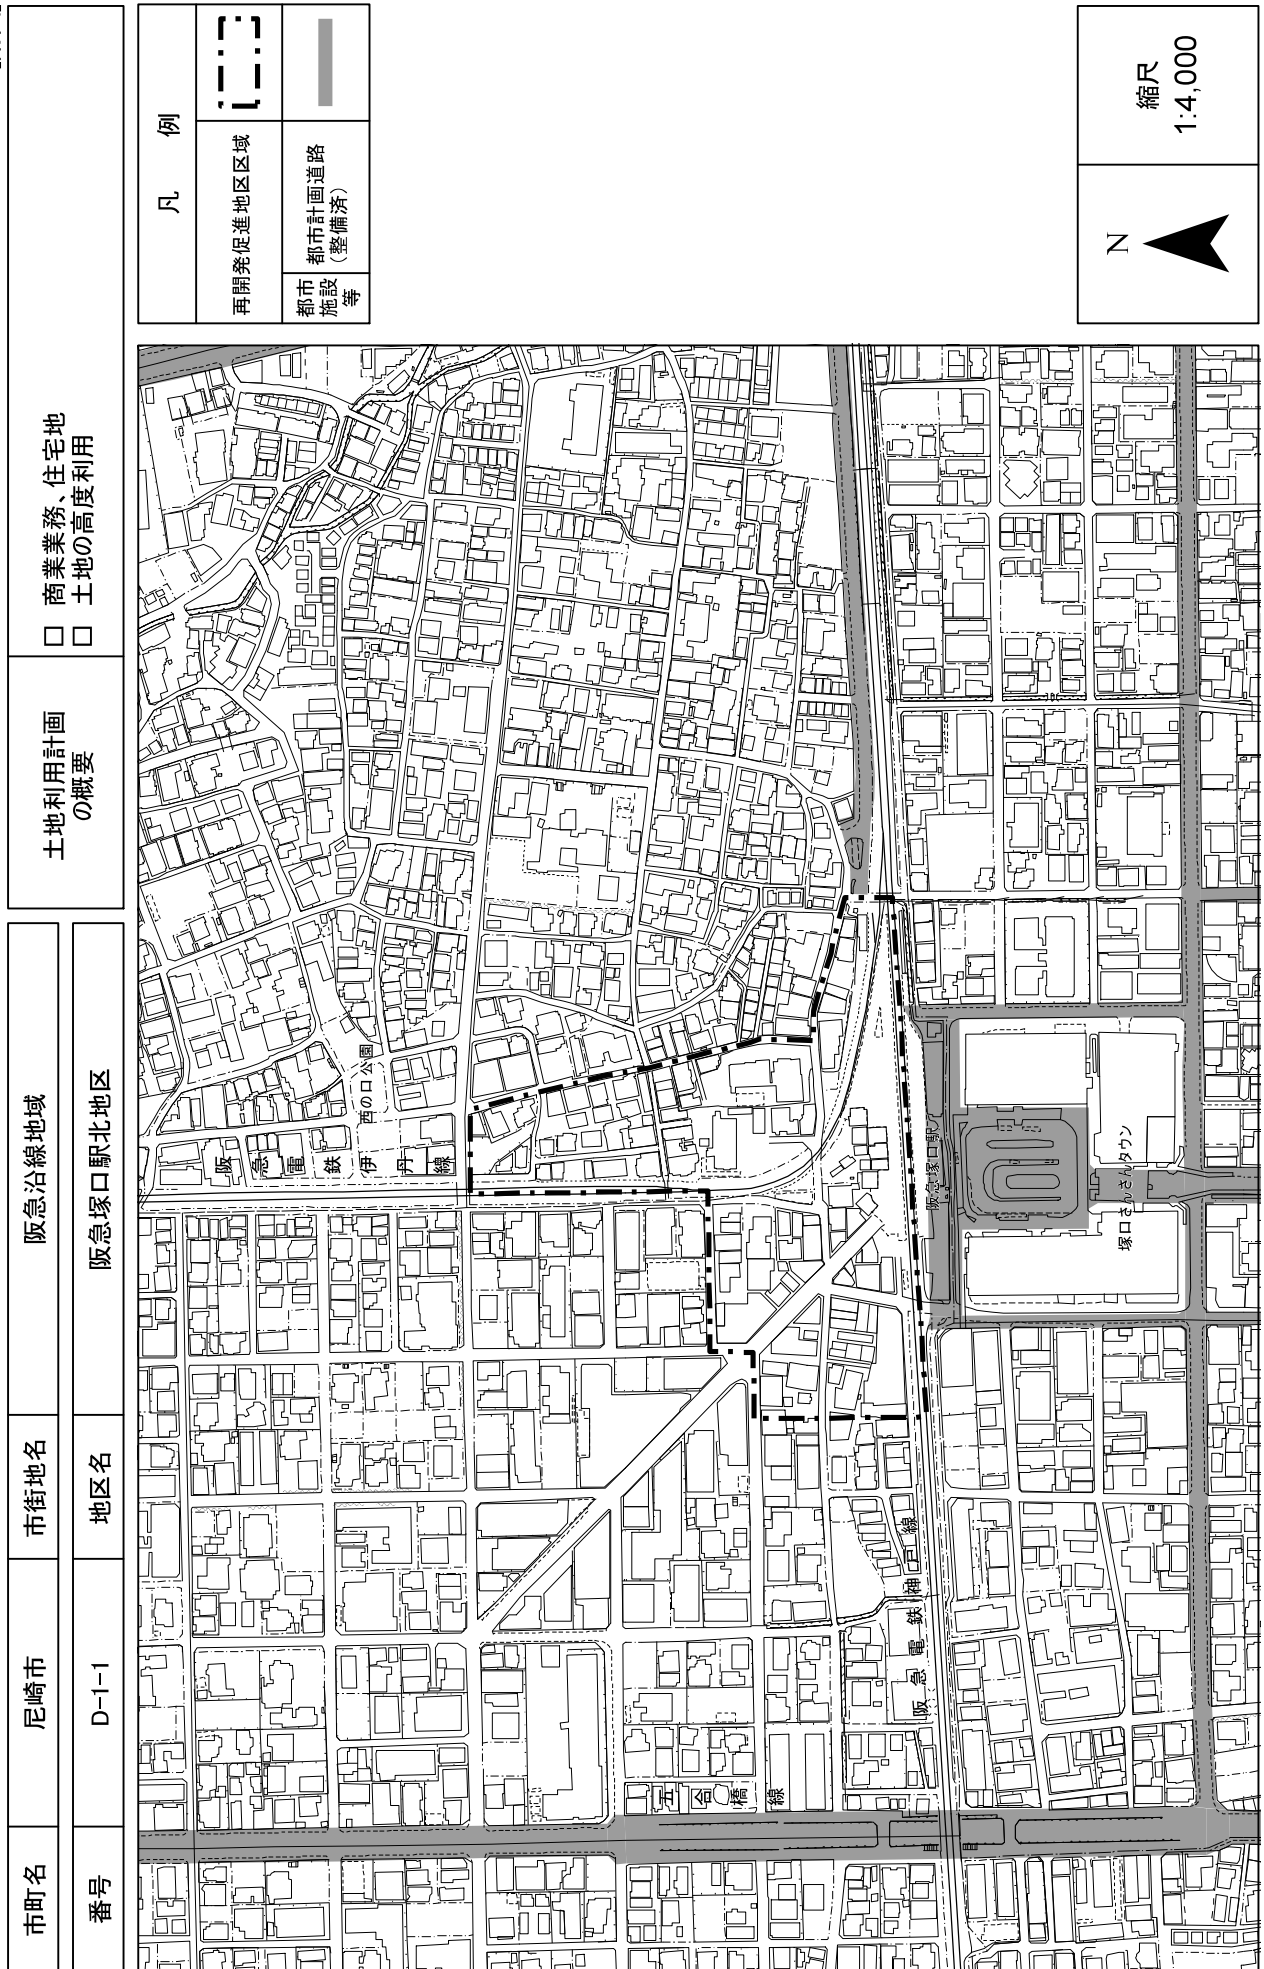 市町名
尼崎市
市街地名
阪急沿線地域
番号
D-1-1
地区名
阪急塚口駅北地区
土地利用計画
の概要
□ 商業業務、住宅地
□ 土地の高度利用
凡 例
再開発促進地区区域
都市
施設
等
都市計画道路
（整備済）
N
縮尺
1:4,000
阪急電鉄伊丹線
西の口公園
阪急塚口駅
塚口さんさんタウン
阪急電鉄神戸線
五合橋線